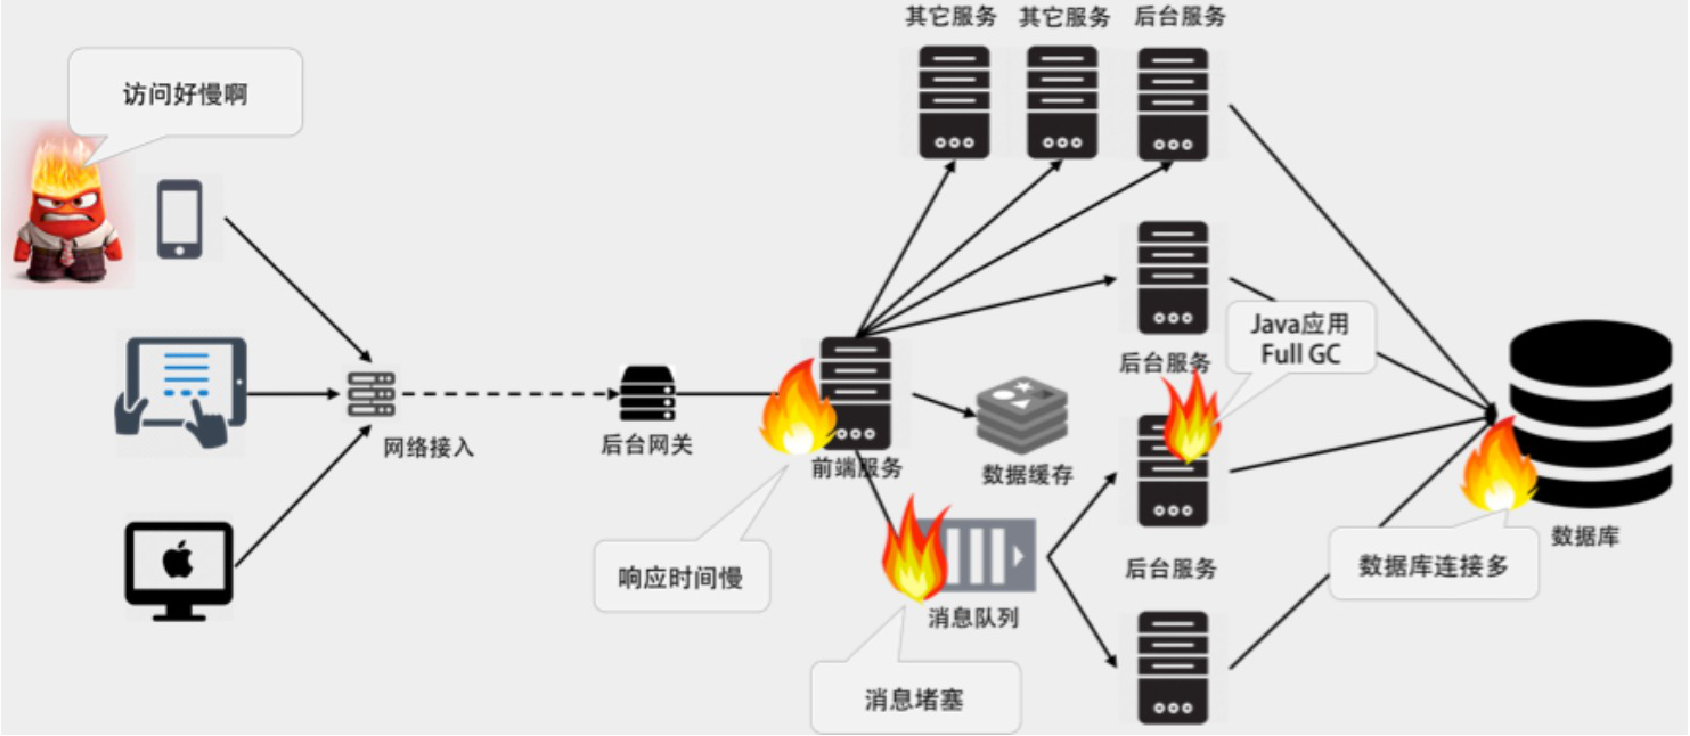 其它服务
其它服务
后台服务
访问好慢啊
Java应用
Full GC
后台服务
网络接入
后台网关
前端服务
数据缓存
数据库
后台服务
数据库连接多
响应时间慢
消息队列
消息堵塞